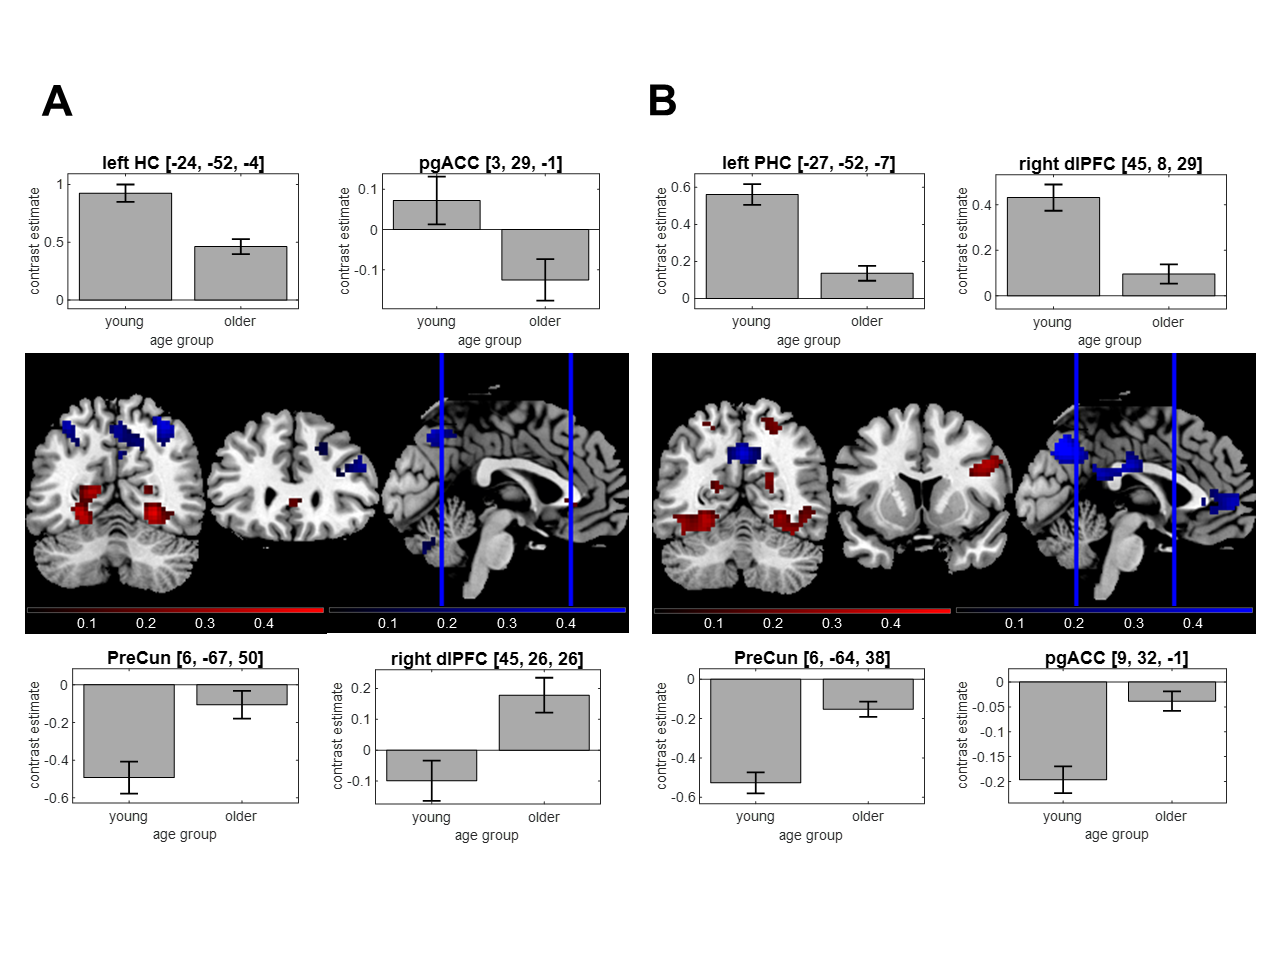 A
B
left HC [-24, -52, -4]
contrast estimate
1
0.5
0
young
older
age group
pgACC [3, 29, -1]
contrast estimate
0.1
0
-0.1
young
older
age group
left PHC [-27, -52, -7]
contrast estimate
0.6
0.4
0.2
0
young
older
age group
right dlPFC [45, 8, 29]
contrast estimate
0.4
0.2
0
young
older
age group
0.1 0.2 0.3 0.4
0.1 0.2 0.3 0.4
0.1 0.2 0.3 0.4
0.1 0.2 0.3 0.4
PreCun [6, -67, 50]
contrast estimate
0
-0.2
-0.4
-0.6
young
older
age group
right dlPFC [45, 26, 26]
contrast estimate
0.2
0.1
0
-0.1
young
older
age group
PreCun [6, -64, 38]
contrast estimate
0
-0.2
-0.4
-0.6
young
older
age group
pgACC [9, 32, -1]
contrast estimate
0
-0.05
-0.1
-0.15
-0.2
young
older
age group